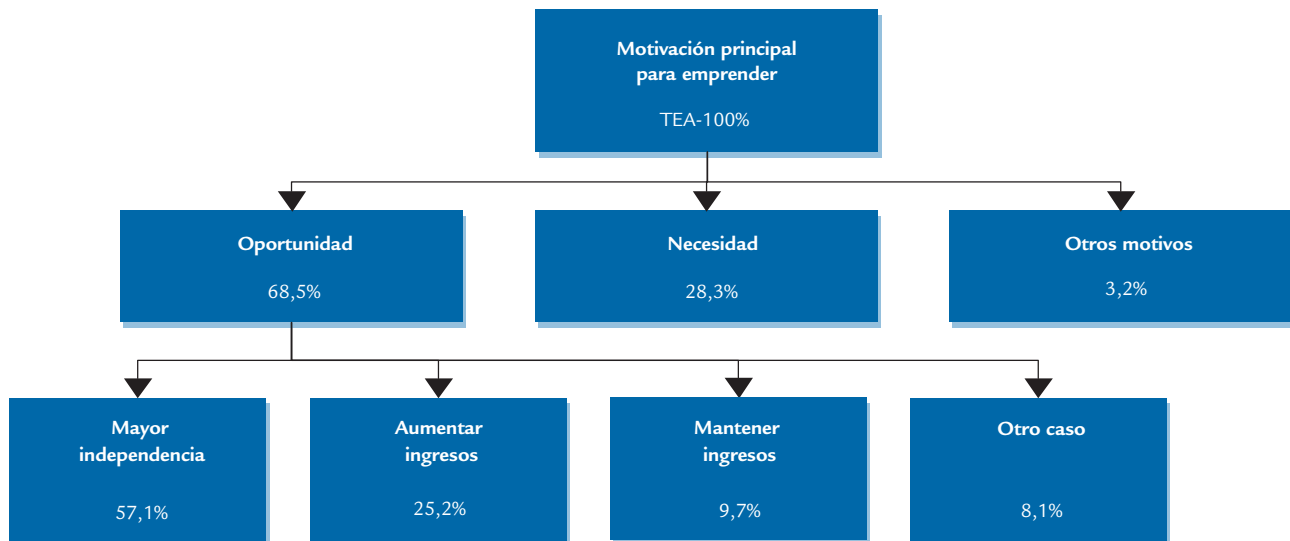 Motivación principal
para emprender
TEA-100%
Oportunidad
68,5%
Necesidad
28,3%
Otros motivos
3,2%
Mayor
independencia
57,1%
Aumentar
ingresos
25,2%
Mantener
ingresos
9,7%
Otro caso
8,1%